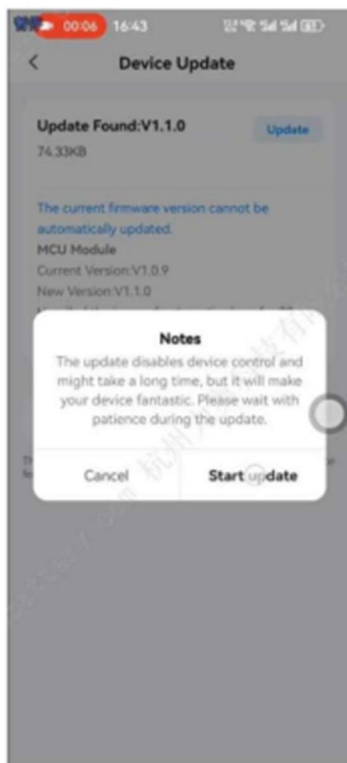 00:06 16:43
Device Update
Update Found:V1.1.0
Update
74.33KB
The current firmware version cannot be
automatically updated.
MCU Module
Current Version:V1.0.9
New Version:V1.1.0
Notes
The update disables device control and
might take a long time, but it will make
your device fantastic. Please wait with
patience during the update.
Cancel
Start update